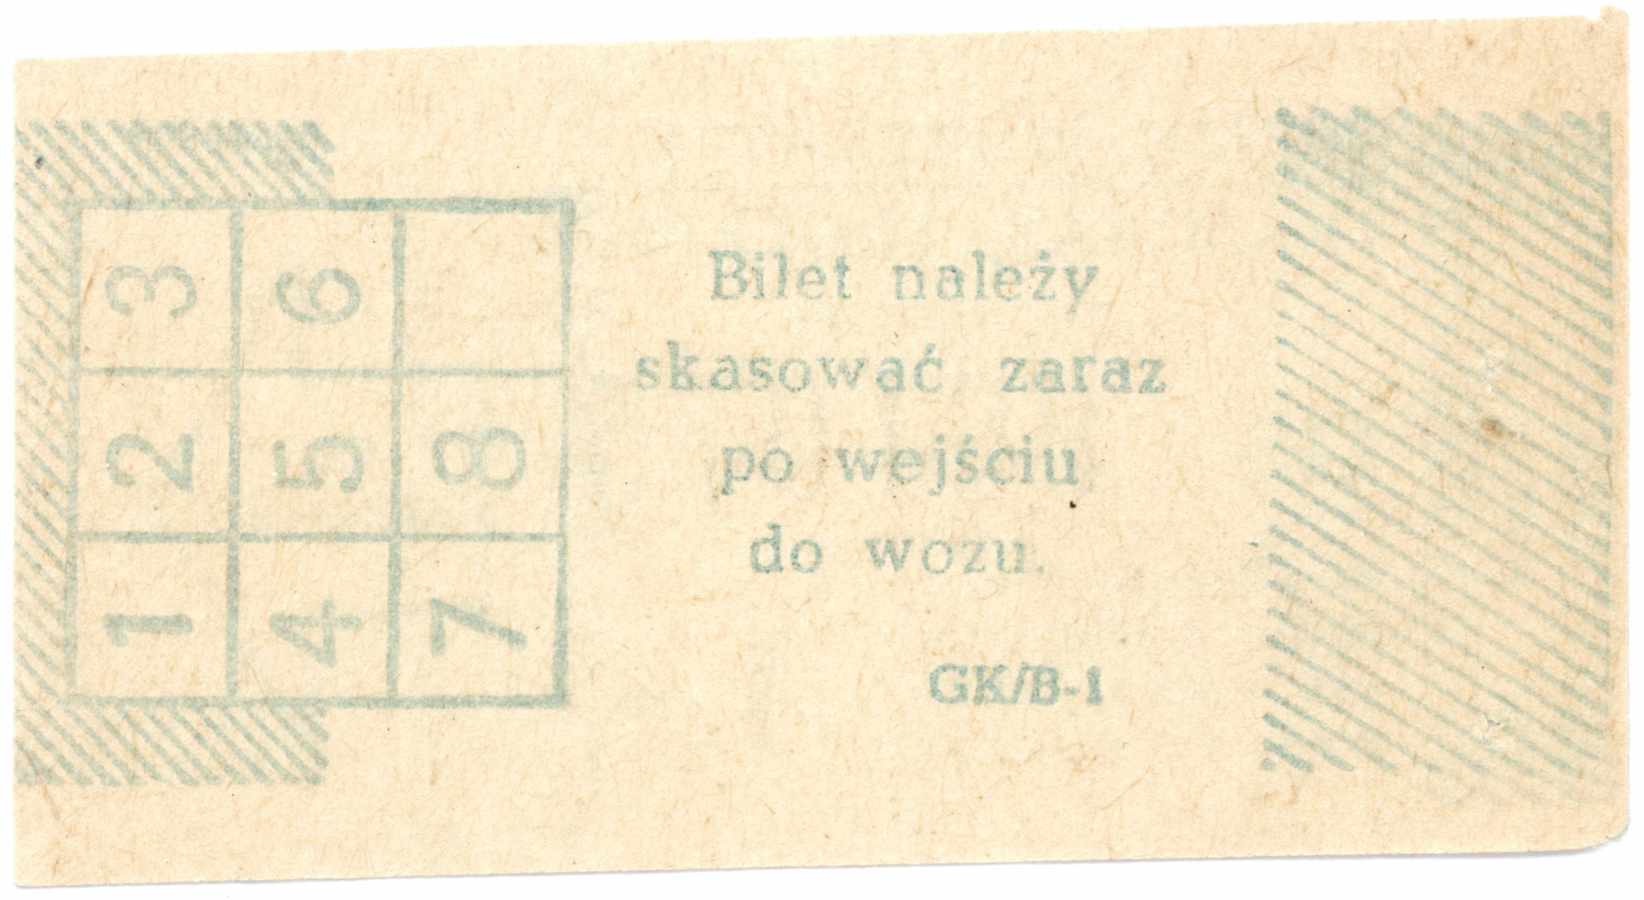 3 6
2 5 8
1 4 7
Bilet należy
skasować zaraz
po wejściu
do wozu.
GK/B-1